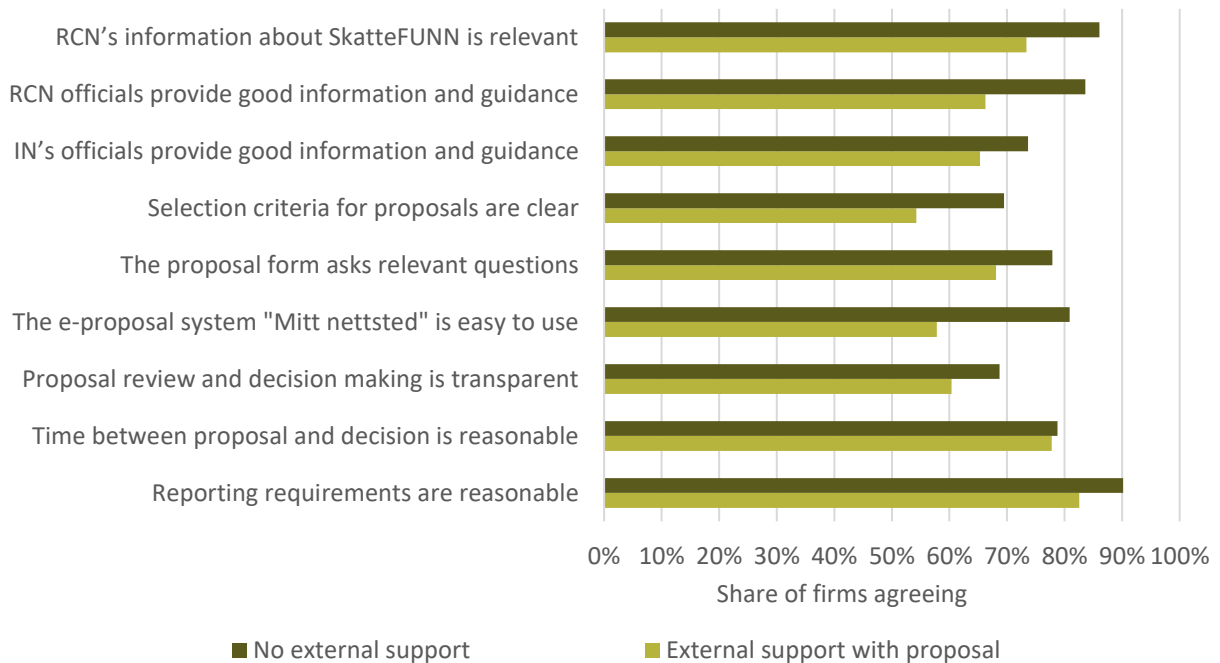 RCN’s information about SkatteFUNN is relevant
RCN officials provide good information and guidance
IN’s officials provide good information and guidance
Selection criteria for proposals are clear
The proposal form asks relevant questions
The e-proposal system "Mitt nettsted" is easy to use
Proposal review and decision making is transparent
Time between proposal and decision is reasonable
Reporting requirements are reasonable
0% 10% 20% 30% 40% 50% 60% 70% 80% 90% 100%
Share of firms agreeing
No external support External support with proposal